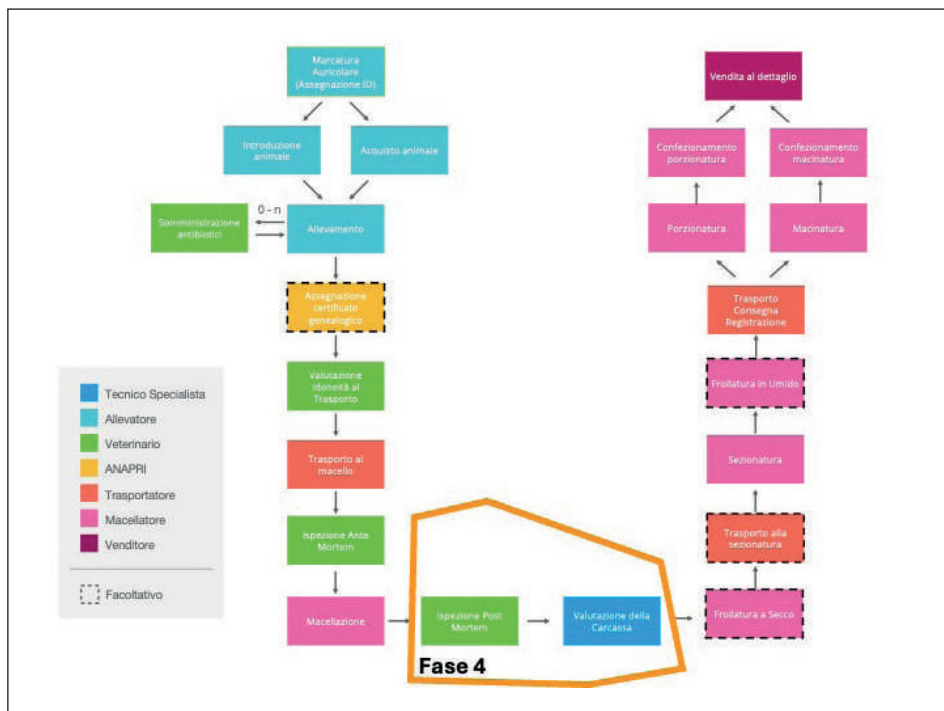 Marcatura
Auricolare
(Assegnazione ID)
Introduzione
animale
Acquisto animale
0 - n
Somministrazione
antibiotici
Allevamento
Assegnazione
certificato
genealogico
Valutazione
Idoneità al
Trasporto
Trasporto al
macello
Ispezione Ante
Mortem
Macellazione
Ispezione Post
Mortem
Valutazione della
Carcassa
Fase 4
Frollatura a Secco
Trasporto alla
sezionatura
Sezionatura
Frollatura in Umido
Trasporto
Consegna
Registrazione
Porzionatura
Macinatura
Confezionamento
porzionatura
Confezionamento
macinatura
Vendita al dettaglio
Tecnico Specialista
Allevatore
Veterinario
ANAPRI
Trasportatore
Macellatore
Venditore
Facoltativo